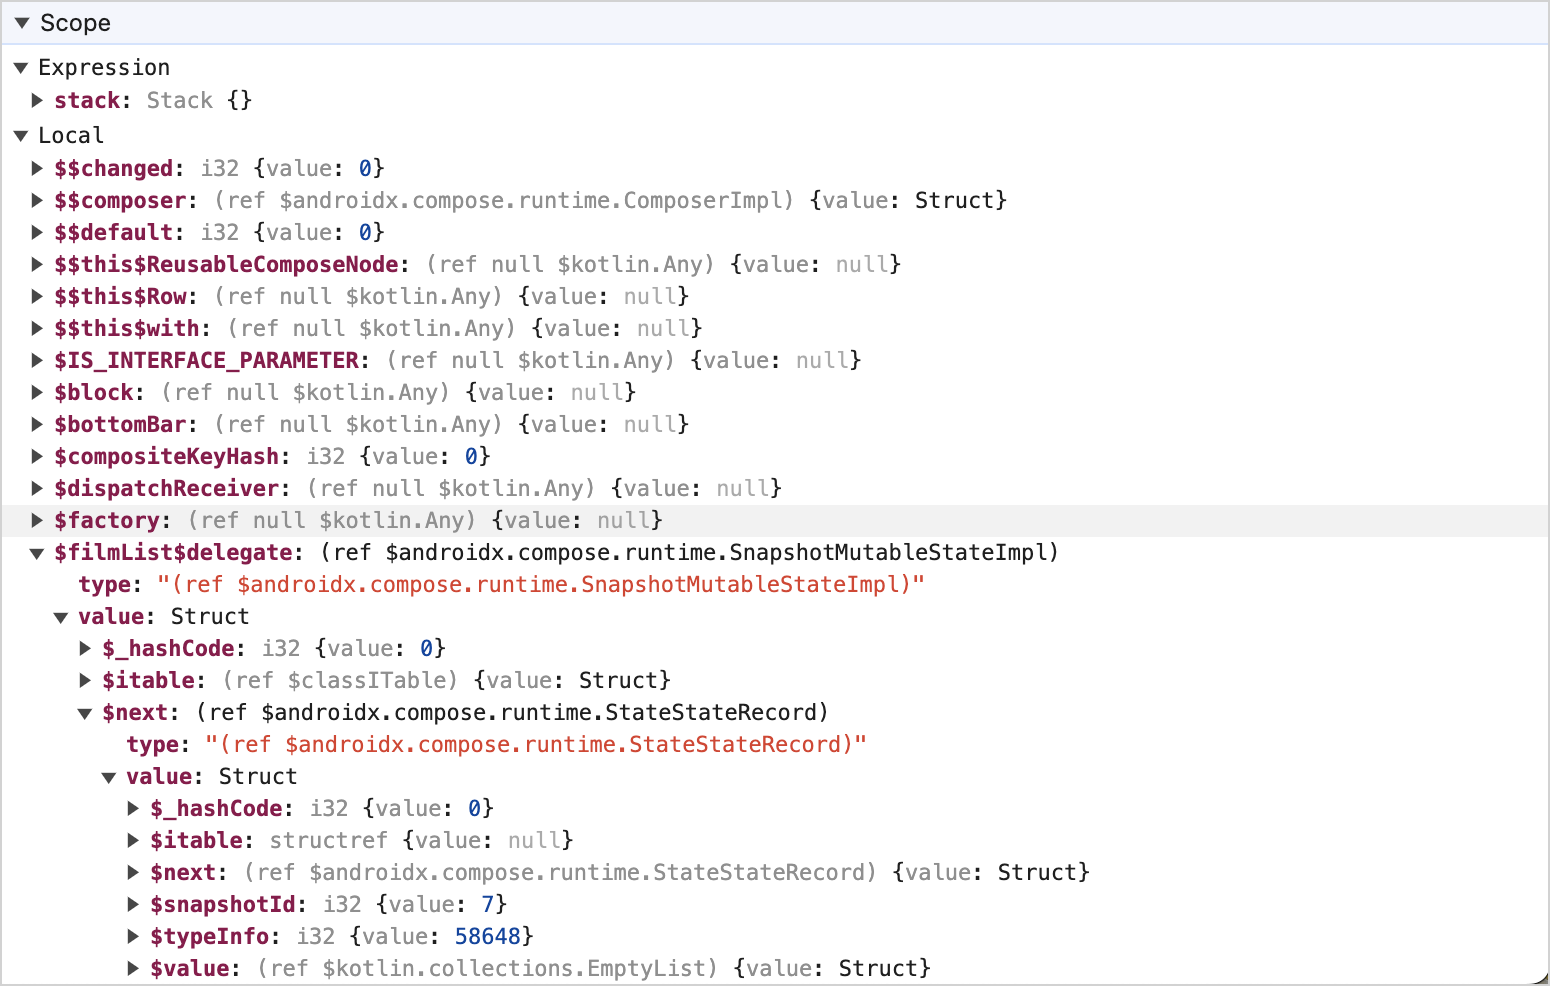 Scope
Expression
stack: Stack {}
Local
$$changed: i32 {value: 0}
$$composer: (ref $androidx.compose.runtime.ComposerImpl) {value: Struct}
$$default: i32 {value: 0}
$$this$ReusableComposeNode: (ref null $kotlin.Any) {value: null}
$$this$Row: (ref null $kotlin.Any) {value: null}
$$this$with: (ref null $kotlin.Any) {value: null}
$IS_INTERFACE_PARAMETER: (ref null $kotlin.Any) {value: null}
$block: (ref null $kotlin.Any) {value: null}
$bottomBar: (ref null $kotlin.Any) {value: null}
$compositeKeyHash: i32 {value: 0}
$dispatchReceiver: (ref null $kotlin.Any) {value: null}
$factory: (ref null $kotlin.Any) {value: null}
$filmList$delegate: (ref $androidx.compose.runtime.SnapshotMutableStateImpl)
type: "(ref $androidx.compose.runtime.SnapshotMutableStateImpl)"
value: Struct
$_hashCode: i32 {value: 0}
$itable: (ref $classITable) {value: Struct}
$next: (ref $androidx.compose.runtime.StateStateRecord)
type: "(ref $androidx.compose.runtime.StateStateRecord)"
value: Struct
$_hashCode: i32 {value: 0}
$itable: structref {value: null}
$next: (ref $androidx.compose.runtime.StateStateRecord) {value: Struct}
$snapshotId: i32 {value: 7}
$typeInfo: i32 {value: 58648}
$value: (ref $kotlin.collections.EmptyList) {value: Struct}